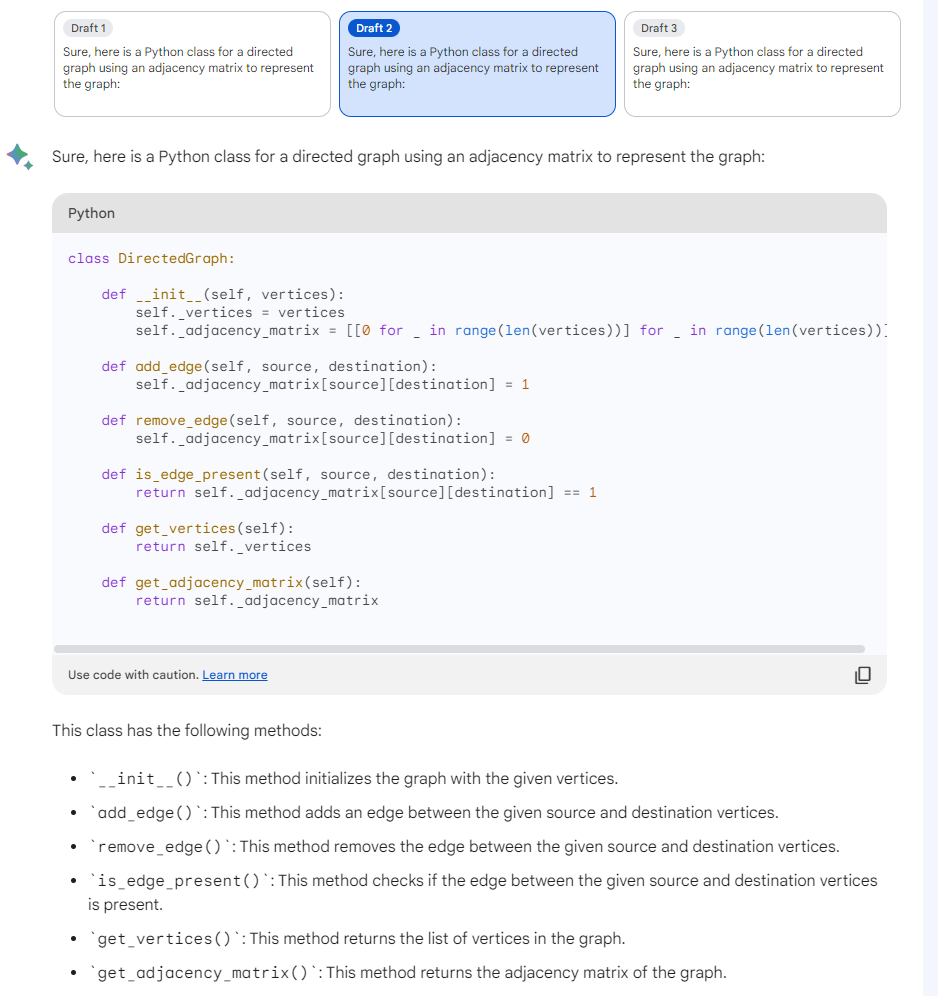 Draft 1
Sure, here is a Python class for a directed
graph using an adjacency matrix to represent
the graph:
Draft 2
Sure, here is a Python class for a directed
graph using an adjacency matrix to represent
the graph:
Draft 3
Sure, here is a Python class for a directed
graph using an adjacency matrix to represent
the graph:
Sure, here is a Python class for a directed graph using an adjacency matrix to represent the graph:
Python
class DirectedGraph:
    def __init__(self, vertices):
        self._vertices = vertices
        self._adjacency_matrix = [[0 for _ in range(len(vertices))] for _ in range(len(vertices))]
    def add_edge(self, source, destination):
        self._adjacency_matrix[source][destination] = 1
    def remove_edge(self, source, destination):
        self._adjacency_matrix[source][destination] = 0
    def is_edge_present(self, source, destination):
        return self._adjacency_matrix[source][destination] == 1
    def get_vertices(self):
        return self._vertices
    def get_adjacency_matrix(self):
        return self._adjacency_matrix
Use code with caution. Learn more
This class has the following methods:
• `__init__()`: This method initializes the graph with the given vertices.
• `add_edge()`: This method adds an edge between the given source and destination vertices.
• `remove_edge()`: This method removes the edge between the given source and destination vertices.
• `is_edge_present()`: This method checks if the edge between the given source and destination vertices
is present.
• `get_vertices()`: This method returns the list of vertices in the graph.
• `get_adjacency_matrix()`: This method returns the adjacency matrix of the graph.